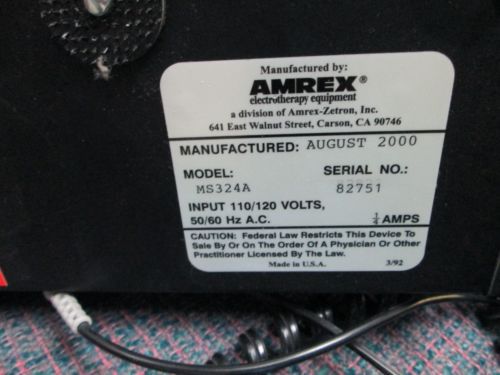 Manufactured by:
AMREX®
electrotherapy equipment
a division of Amrex-Zetron, Inc.
641 East Walnut Street, Carson, CA 90746
MANUFACTURED: AUGUST 2000
MODEL: SERIAL NO.:
MS324A 82751
INPUT 110/120 VOLTS,
50/60 Hz A.C. ¼ AMPS
CAUTION: Federal Law Restricts This Device To
Sale By Or On The Order Of A Physician Or Other
Practitioner Licensed By The Law.
Made in U.S.A. 3/92